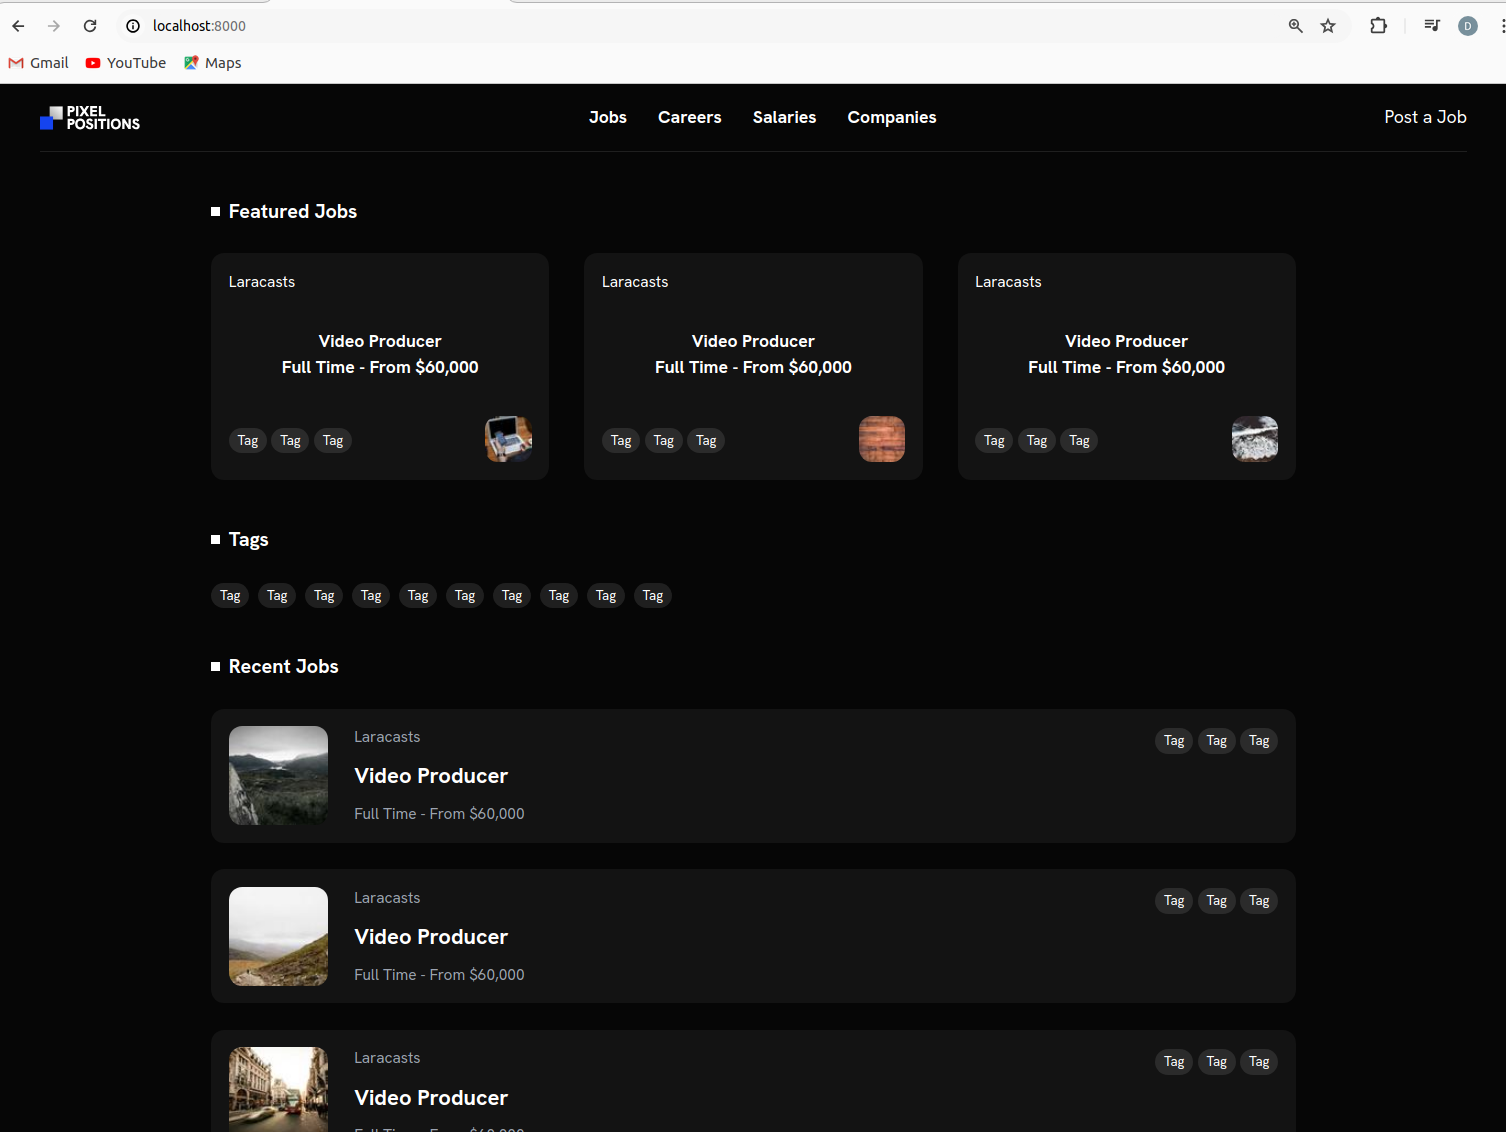 localhost:8000
D
Gmail YouTube Maps
PIXEL
POSITIONS
Jobs Careers Salaries Companies
Post a Job
Featured Jobs
Laracasts
Video Producer
Full Time - From $60,000
Tag Tag Tag
Laracasts
Video Producer
Full Time - From $60,000
Tag Tag Tag
Laracasts
Video Producer
Full Time - From $60,000
Tag Tag Tag
Tags
Tag Tag Tag Tag Tag Tag Tag Tag Tag Tag
Recent Jobs
Laracasts
Video Producer
Full Time - From $60,000
Tag Tag Tag
Laracasts
Video Producer
Full Time - From $60,000
Tag Tag Tag
Laracasts
Video Producer
Tag Tag Tag